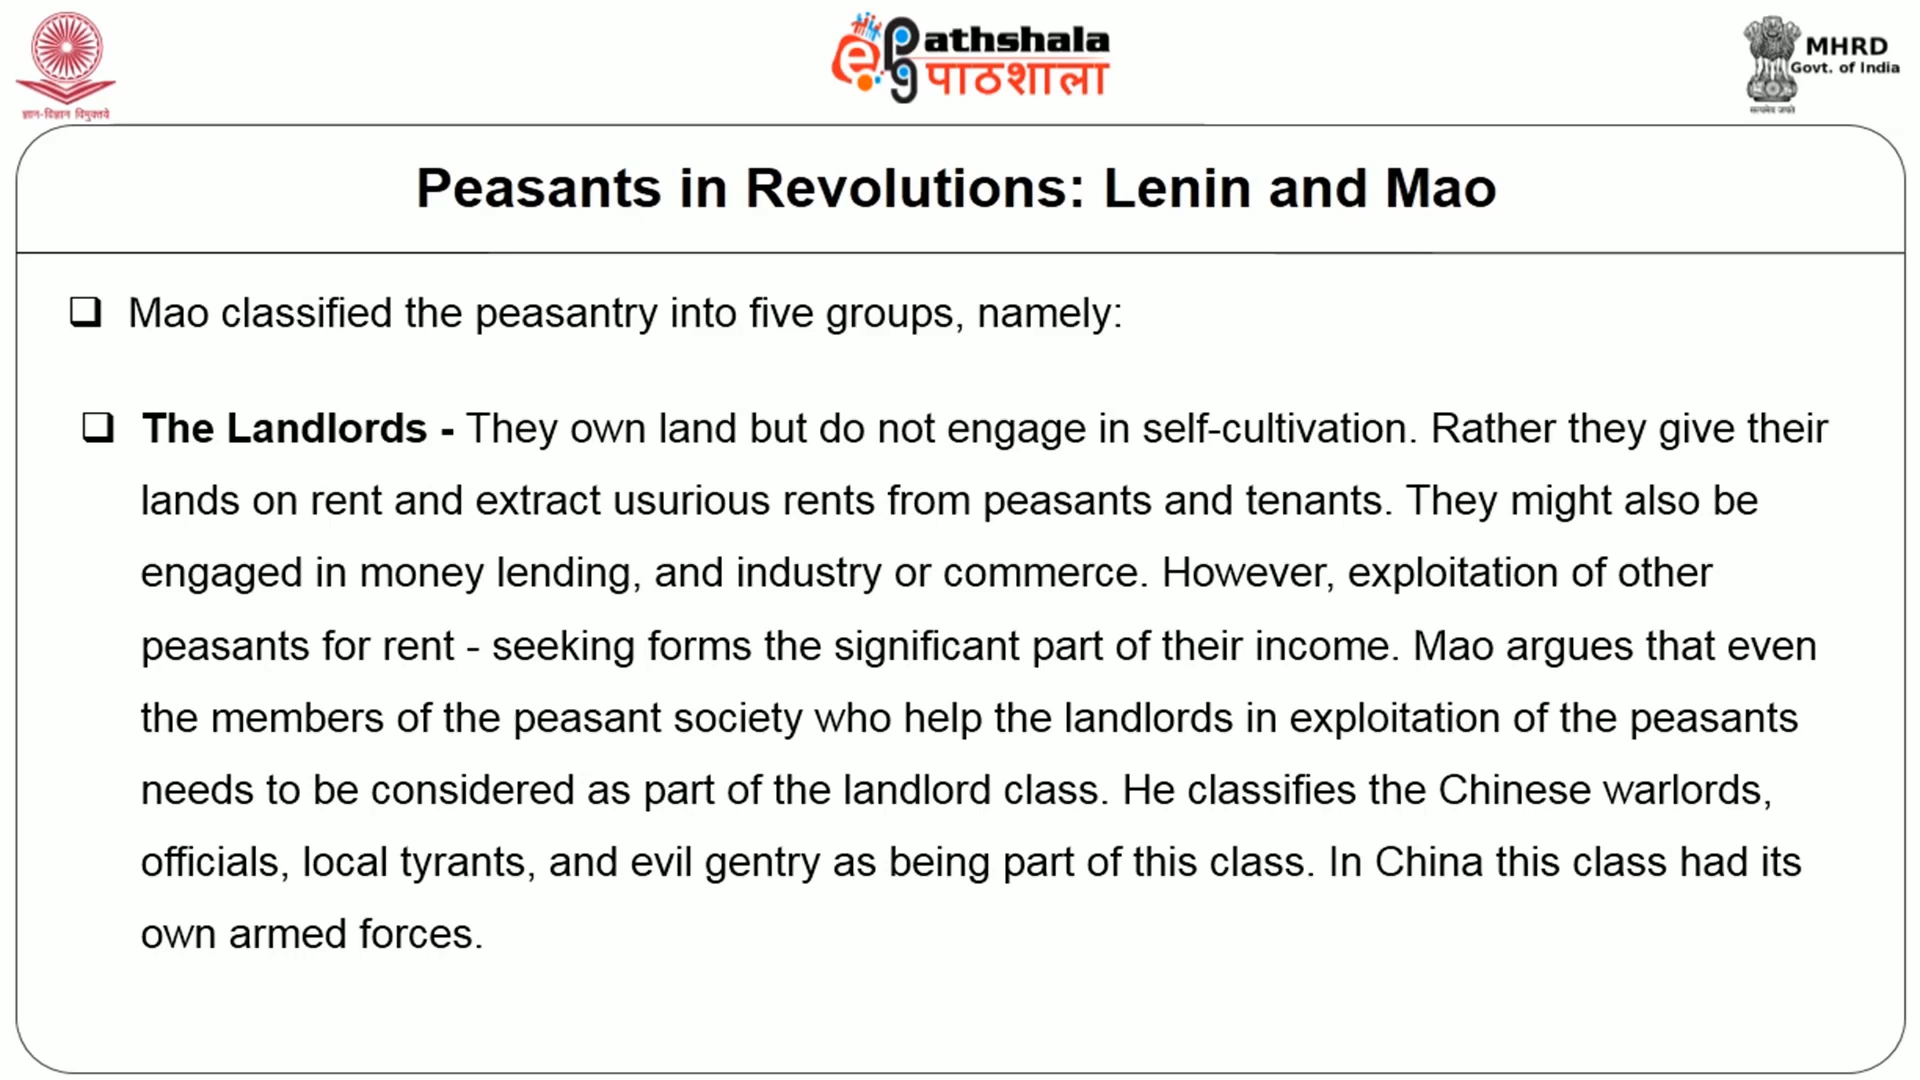 ज्ञान-विज्ञान विमुक्तये
e pg Pathshala
पाठशाला
MHRD
Govt. of India
सत्यमेव जयते
Peasants in Revolutions: Lenin and Mao
❑ Mao classified the peasantry into five groups, namely:
❑ The Landlords - They own land but do not engage in self-cultivation. Rather they give their
lands on rent and extract usurious rents from peasants and tenants. They might also be
engaged in money lending, and industry or commerce. However, exploitation of other
peasants for rent - seeking forms the significant part of their income. Mao argues that even
the members of the peasant society who help the landlords in exploitation of the peasants
needs to be considered as part of the landlord class. He classifies the Chinese warlords,
officials, local tyrants, and evil gentry as being part of this class. In China this class had its
own armed forces.